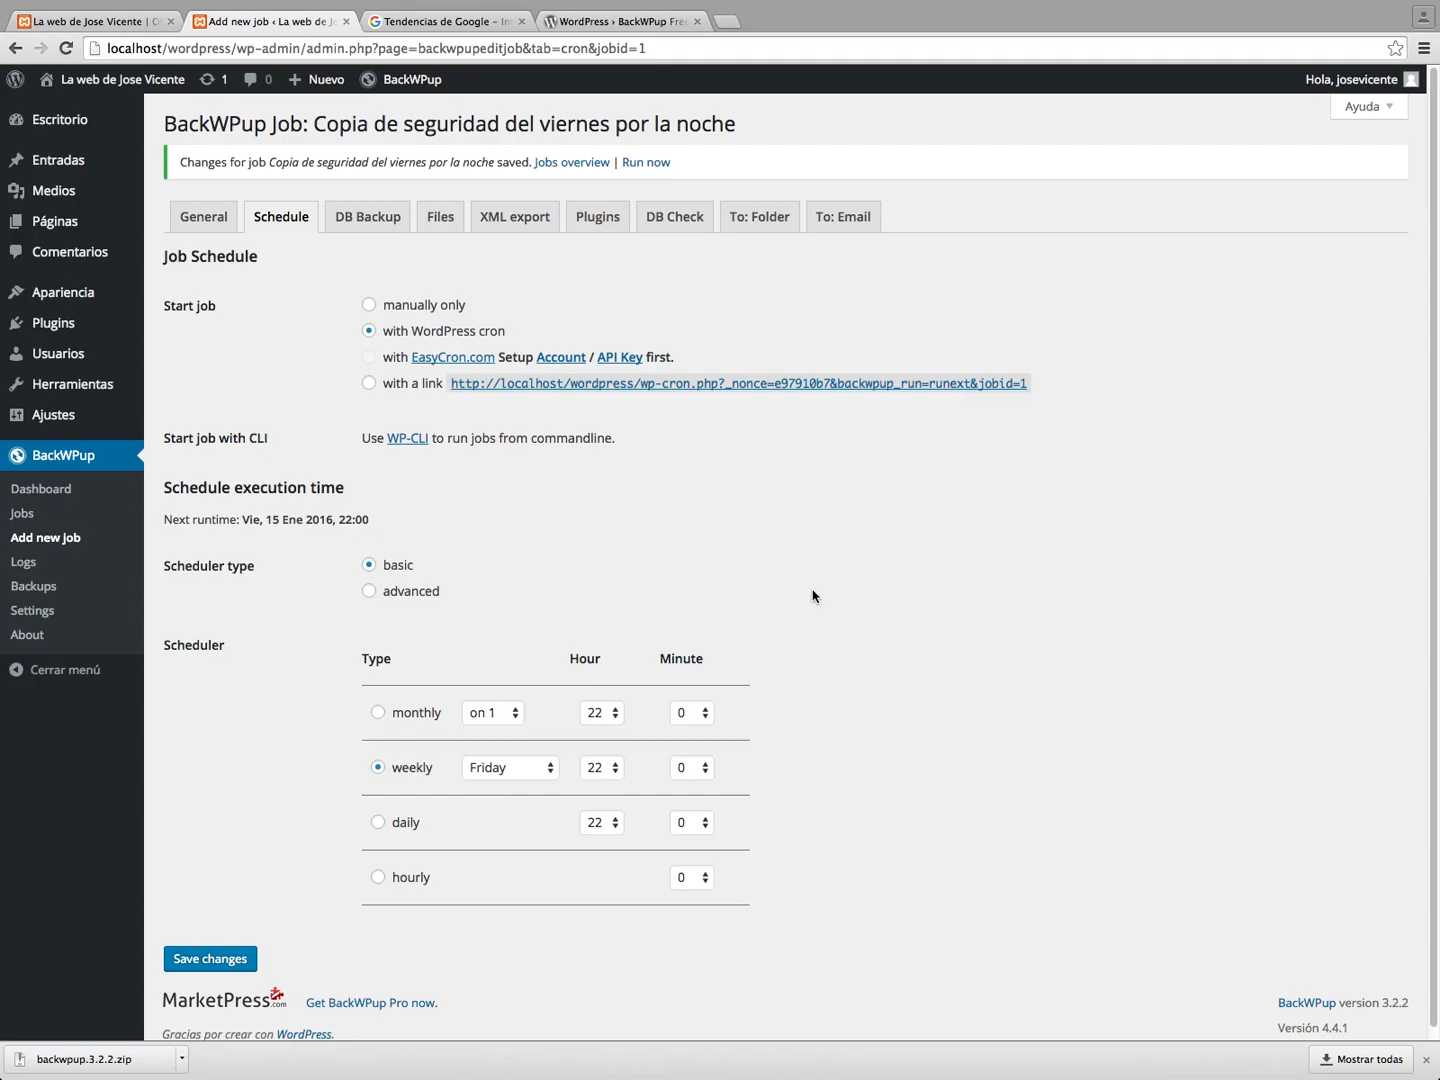 La web de Jose Vicente | O
Add new job ‹ La web de Jo
Tendencias de Google – Int
WordPress › BackWPup Free
localhost/wordpress/wp-admin/admin.php?page=backwpupeditjob&tab=cron&jobid=1
La web de Jose Vicente 1 0 Nuevo BackWPup Hola, josevicente
Ayuda
Escritorio
Entradas
Medios
Páginas
Comentarios
Apariencia
Plugins
Usuarios
Herramientas
Ajustes
BackWPup
Dashboard
Jobs
Add new job
Logs
Backups
Settings
About
Cerrar menú
BackWPup Job: Copia de seguridad del viernes por la noche
Changes for job Copia de seguridad del viernes por la noche saved. Jobs overview | Run now
General Schedule DB Backup Files XML export Plugins DB Check To: Folder To: Email
Job Schedule
Start job
manually only
with WordPress cron
with EasyCron.com Setup Account / API Key first.
with a link http://localhost/wordpress/wp-cron.php?_nonce=e97910b7&backwpup_run=runext&jobid=1
Start job with CLI Use WP-CLI to run jobs from commandline.
Schedule execution time
Next runtime: Vie, 15 Ene 2016, 22:00
Scheduler type
basic
advanced
Scheduler
Type Hour Minute
monthly on 1 22 0
weekly Friday 22 0
daily 22 0
hourly 0
Save changes
MarketPress.com Get BackWPup Pro now.
BackWPup version 3.2.2
Gracias por crear con WordPress.
Versión 4.4.1
backwpup.3.2.2.zip
Mostrar todas